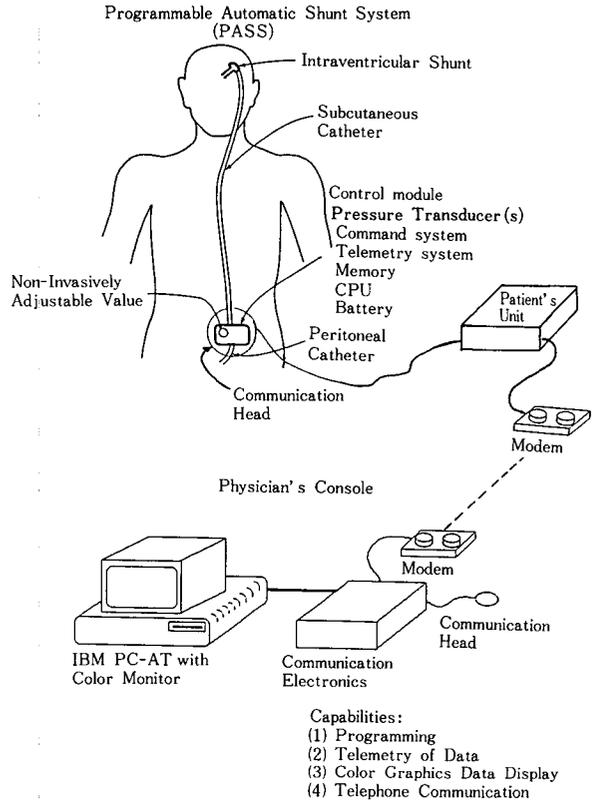 Programmable Automatic Shunt System
(PASS)
Intraventricular Shunt
Subcutaneous
Catheter
Control module
Pressure Transducer(s)
Command system
Telemetry system
Memory
CPU
Battery
Non-Invasively
Adjustable Value
Patient's
Unit
Peritoneal
Catheter
Communication
Head
Modem
Physician's Console
Modem
Communication
Head
IBM PC-AT with
Color Monitor
Communication
Electronics
Capabilities:
(1) Programming
(2) Telemetry of Data
(3) Color Graphics Data Display
(4) Telephone Communication